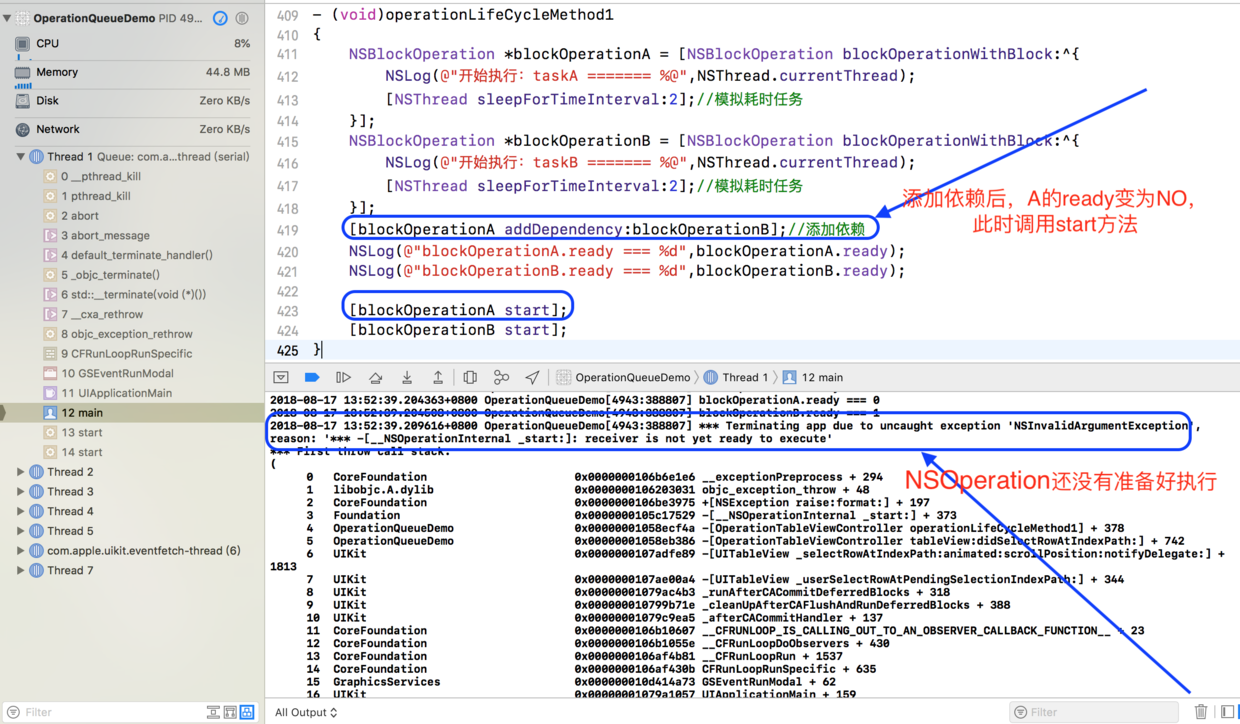 OperationQueueDemo PID 49...
CPU 8%
Memory 44.8 MB
Disk Zero KB/s
Network Zero KB/s
Thread 1 Queue: com.a...thread (serial)
0 __pthread_kill
1 pthread_kill
2 abort
3 abort_message
4 default_terminate_handler()
5 _objc_terminate()
6 std::__terminate(void (*)())
7 __cxa_rethrow
8 objc_exception_rethrow
9 CFRunLoopRunSpecific
10 GSEventRunModal
11 UIApplicationMain
12 main
13 start
14 start
Thread 2
Thread 3
Thread 4
Thread 5
com.apple.uikit.eventfetch-thread (6)
Thread 7
Filter
409 - (void)operationLifeCycleMethod1
410 {
411 NSBlockOperation *blockOperationA = [NSBlockOperation blockOperationWithBlock:^{
412 NSLog(@"开始执行：taskA ======= %@",NSThread.currentThread);
413 [NSThread sleepForTimeInterval:2];//模拟耗时任务
414 }];
415 NSBlockOperation *blockOperationB = [NSBlockOperation blockOperationWithBlock:^{
416 NSLog(@"开始执行：taskB ======= %@",NSThread.currentThread);
417 [NSThread sleepForTimeInterval:2];//模拟耗时任务
418 }];
419 [blockOperationA addDependency:blockOperationB];//添加依赖
420 NSLog(@"blockOperationA.ready === %d",blockOperationA.ready);
421 NSLog(@"blockOperationB.ready === %d",blockOperationB.ready);
422
423 [blockOperationA start];
424 [blockOperationB start];
425 }
添加依赖后，A的ready变为NO，
此时调用start方法
OperationQueueDemo Thread 1 12 main
2018-08-17 13:52:39.204363+0800 OperationQueueDemo[4943:388807] blockOperationA.ready === 0
2018-08-17 13:52:39.204508+0800 OperationQueueDemo[4943:388807] blockOperationB.ready === 1
2018-08-17 13:52:39.209616+0800 OperationQueueDemo[4943:388807] *** Terminating app due to uncaught exception 'NSInvalidArgumentException',
reason: '*** -[__NSOperationInternal _start:]: receiver is not yet ready to execute'
*** First throw call stack:
(
0 CoreFoundation 0x0000000106b6e1e6 __exceptionPreprocess + 294
1 libobjc.A.dylib 0x0000000106203031 objc_exception_throw + 48
2 CoreFoundation 0x0000000106be3975 +[NSException raise:format:] + 197
3 Foundation 0x0000000105c17529 -[__NSOperationInternal _start:] + 373
4 OperationQueueDemo 0x00000001058ecf4a -[OperationTableViewController operationLifeCycleMethod1] + 378
5 OperationQueueDemo 0x00000001058eb386 -[OperationTableViewController tableView:didSelectRowAtIndexPath:] + 742
6 UIKit 0x0000000107adfe89 -[UITableView _selectRowAtIndexPath:animated:scrollPosition:notifyDelegate:] +
1813
7 UIKit 0x0000000107ae00a4 -[UITableView _userSelectRowAtPendingSelectionIndexPath:] + 344
8 UIKit 0x00000001079ac4b3 _runAfterCACommitDeferredBlocks + 318
9 UIKit 0x000000010799b71e _cleanUpAfterCAFlushAndRunDeferredBlocks + 388
10 UIKit 0x00000001079c9ea5 _afterCACommitHandler + 137
11 CoreFoundation 0x0000000106b10607 __CFRUNLOOP_IS_CALLING_OUT_TO_AN_OBSERVER_CALLBACK_FUNCTION__ + 23
12 CoreFoundation 0x0000000106b1055e __CFRunLoopDoObservers + 430
13 CoreFoundation 0x0000000106af4b81 __CFRunLoopRun + 1537
14 CoreFoundation 0x0000000106af430b CFRunLoopRunSpecific + 635
15 GraphicsServices 0x000000010d414a73 GSEventRunModal + 62
16 UIKit 0x00000001079a1057 UIApplicationMain + 159
NSOperation还没有准备好执行
All Output
Filter